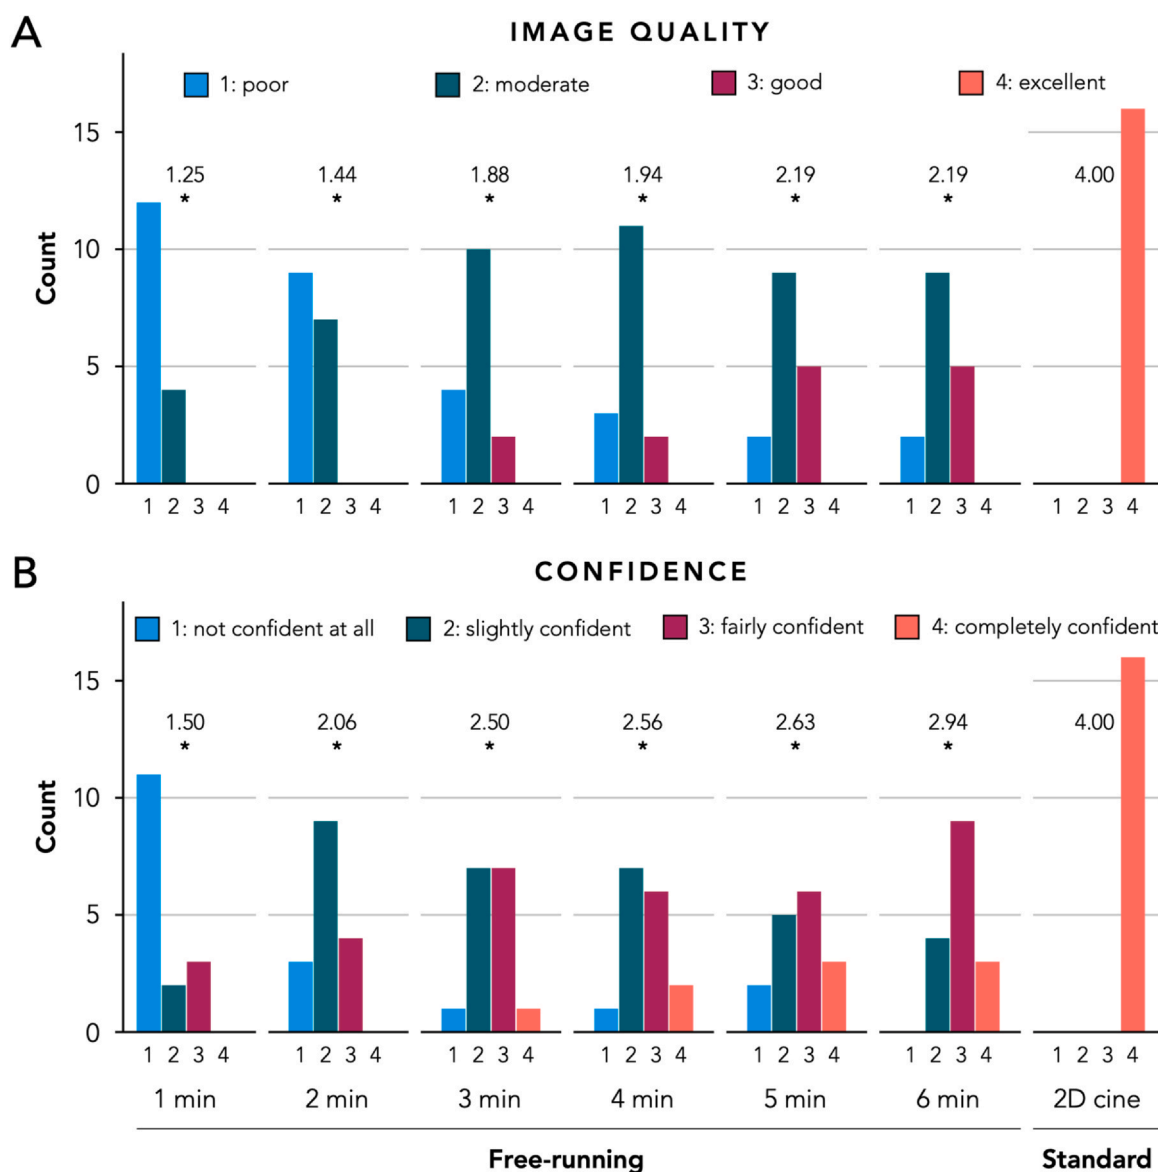 A
IMAGE QUALITY
1: poor 2: moderate 3: good 4: excellent
15
1.25 1.44 1.88 1.94 2.19 2.19 4.00
* * * * * *
10
Count
5
0
1 2 3 4 1 2 3 4 1 2 3 4 1 2 3 4 1 2 3 4 1 2 3 4 1 2 3 4
B
CONFIDENCE
1: not confident at all 2: slightly confident 3: fairly confident 4: completely confident
15
1.50 2.06 2.50 2.56 2.63 2.94 4.00
* * * * * *
10
Count
5
0
1 2 3 4 1 2 3 4 1 2 3 4 1 2 3 4 1 2 3 4 1 2 3 4 1 2 3 4
1 min 2 min 3 min 4 min 5 min 6 min 2D cine
Free-running Standard